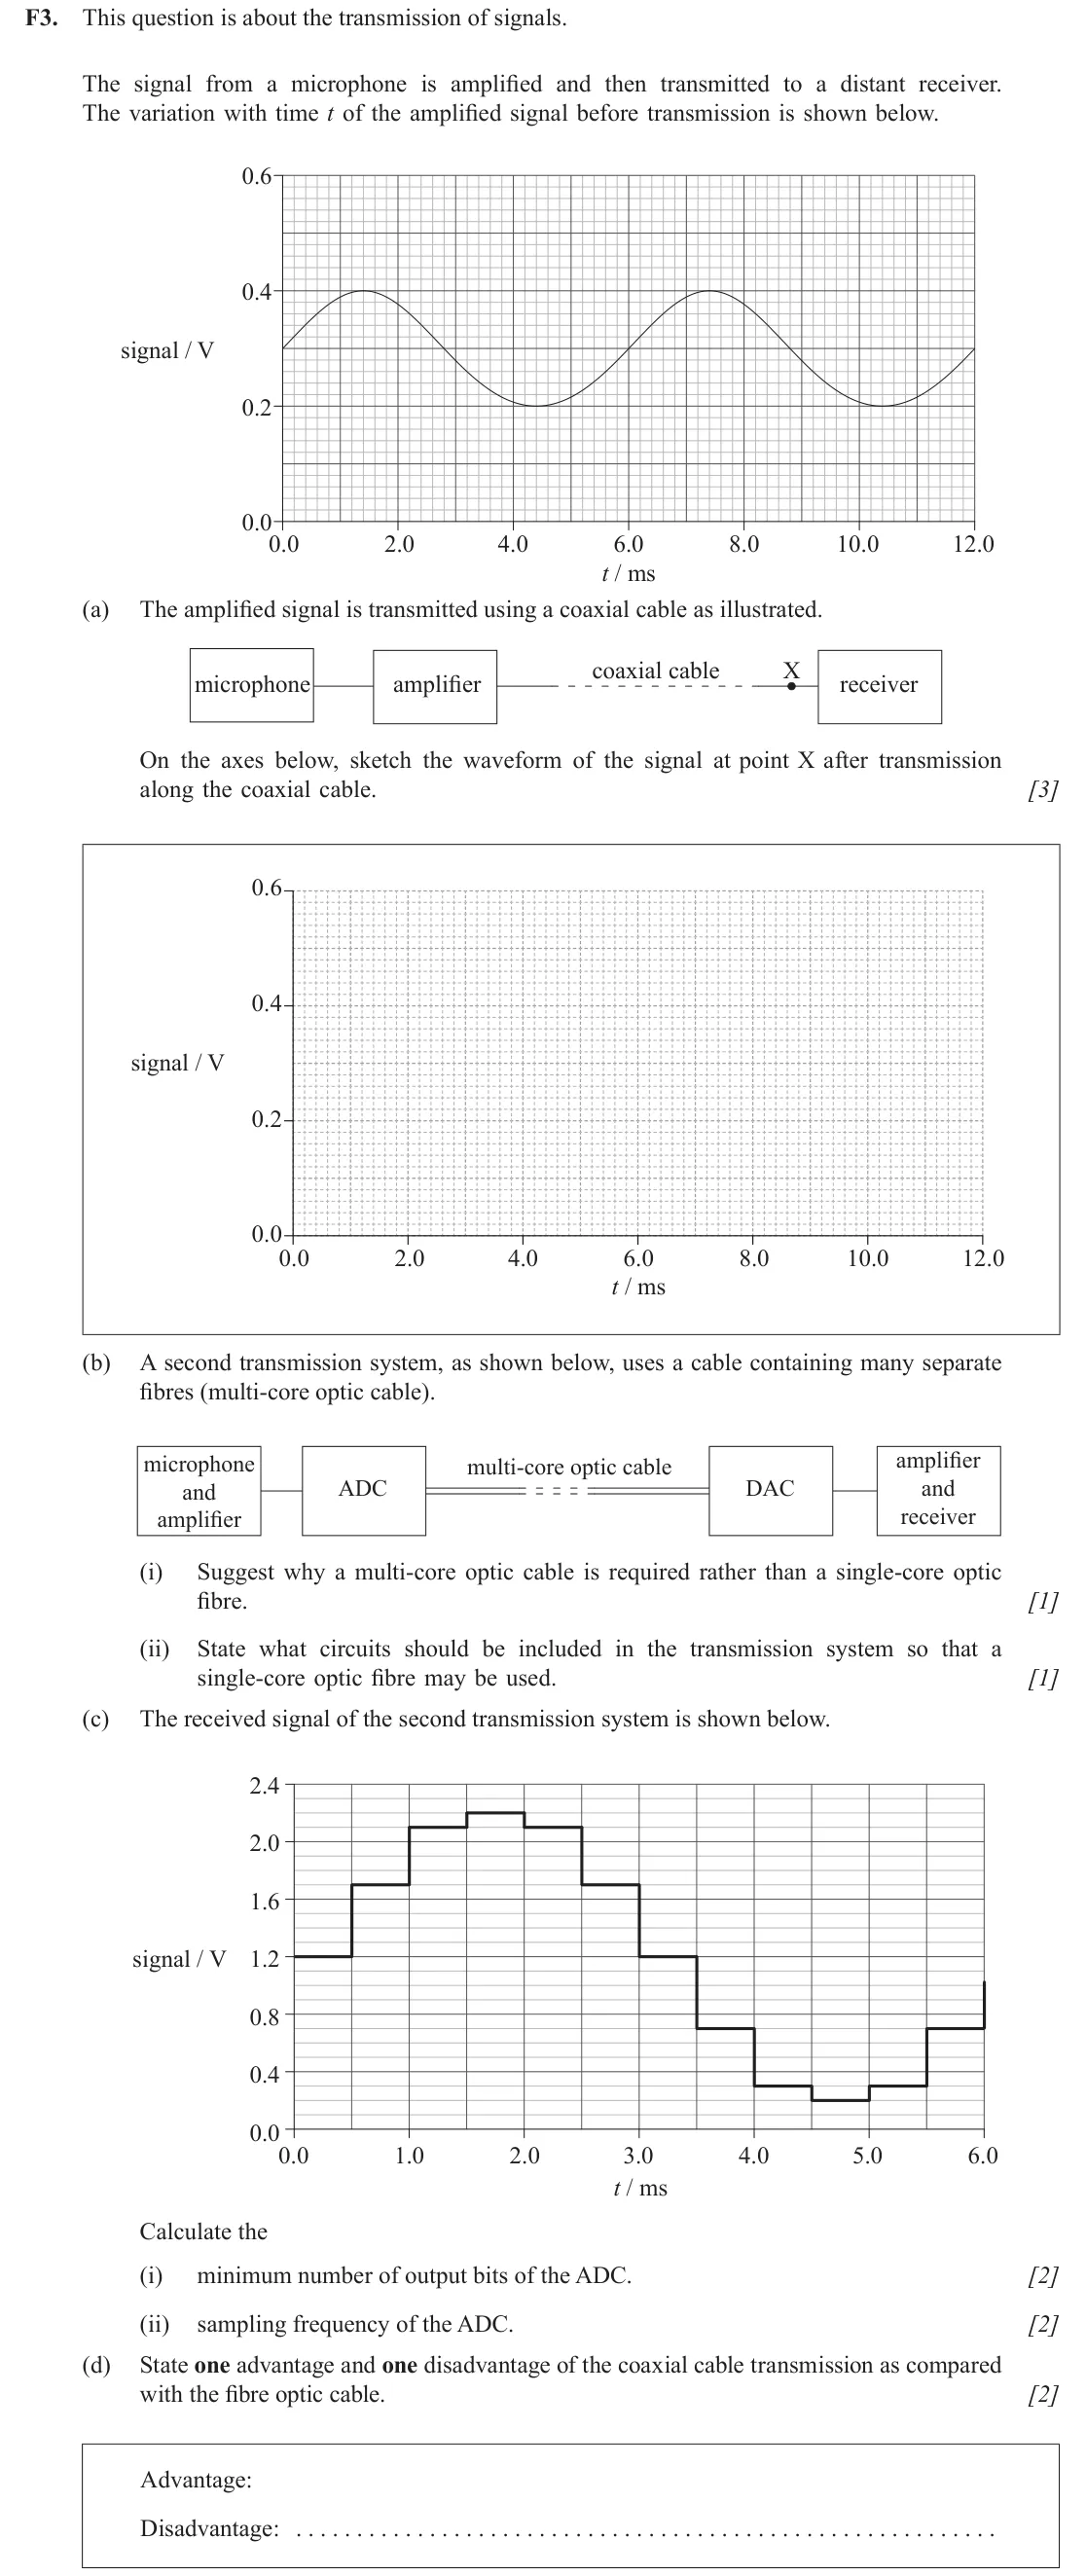 F3. This question is about the transmission of signals.
The signal from a microphone is amplified and then transmitted to a distant receiver.
The variation with time t of the amplified signal before transmission is shown below.
0.6
0.4
signal / V
0.2
0.0
0.0 2.0 4.0 6.0 8.0 10.0 12.0
t / ms
(a) The amplified signal is transmitted using a coaxial cable as illustrated.
microphone amplifier coaxial cable X receiver
On the axes below, sketch the waveform of the signal at point X after transmission
along the coaxial cable. [3]
0.6
0.4
signal / V
0.2
0.0
0.0 2.0 4.0 6.0 8.0 10.0 12.0
t / ms
(b) A second transmission system, as shown below, uses a cable containing many separate
fibres (multi-core optic cable).
microphone and amplifier ADC multi-core optic cable DAC amplifier and receiver
(i) Suggest why a multi-core optic cable is required rather than a single-core optic
fibre. [1]
(ii) State what circuits should be included in the transmission system so that a
single-core optic fibre may be used. [1]
(c) The received signal of the second transmission system is shown below.
2.4
2.0
1.6
signal / V 1.2
0.8
0.4
0.0
0.0 1.0 2.0 3.0 4.0 5.0 6.0
t / ms
Calculate the
(i) minimum number of output bits of the ADC. [2]
(ii) sampling frequency of the ADC. [2]
(d) State one advantage and one disadvantage of the coaxial cable transmission as compared
with the fibre optic cable. [2]
Advantage:
Disadvantage: . . . . . . . . . . . . . . . . . . . . . . . . . . . . . . . . . . . . . . . . . . . . . . . . . . . . . . . . . .